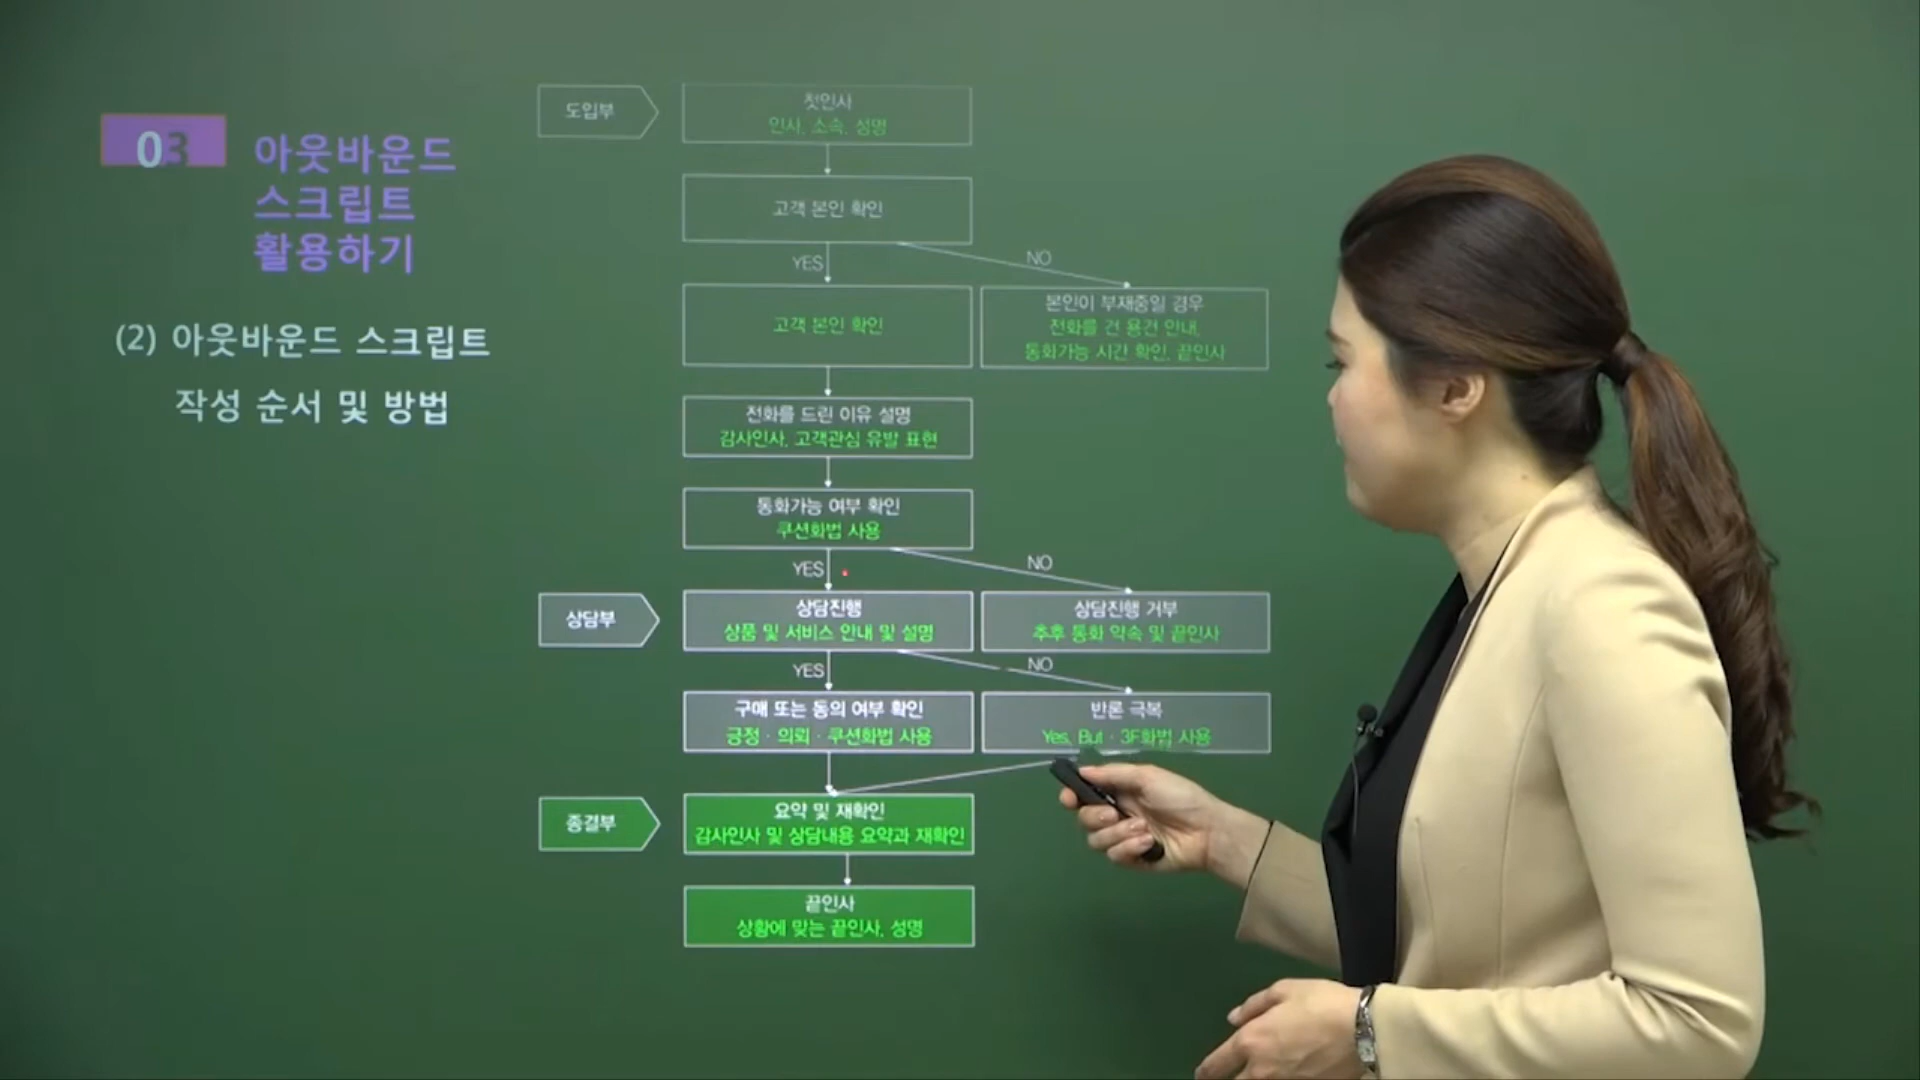 03
아웃바운드
스크립트
활용하기
(2) 아웃바운드 스크립트
작성 순서 및 방법
도입부
첫인사
인사, 소속, 성명
고객 본인 확인
YES
NO
고객 본인 확인
본인이 부재중일 경우
전화를 건 용건 안내,
통화가능 시간 확인, 끝인사
전화를 드린 이유 설명
감사인사, 고객관심 유발 표현
통화가능 여부 확인
쿠션화법 사용
YES
NO
상담부
상담진행
상품 및 서비스 안내 및 설명
상담진행 거부
추후 통화 약속 및 끝인사
YES
NO
구매 또는 동의 여부 확인
긍정 · 의뢰 · 쿠션화법 사용
반론 극복
Yes, But · 3F화법 사용
종결부
요약 및 재확인
감사인사 및 상담내용 요약과 재확인
끝인사
상황에 맞는 끝인사, 성명